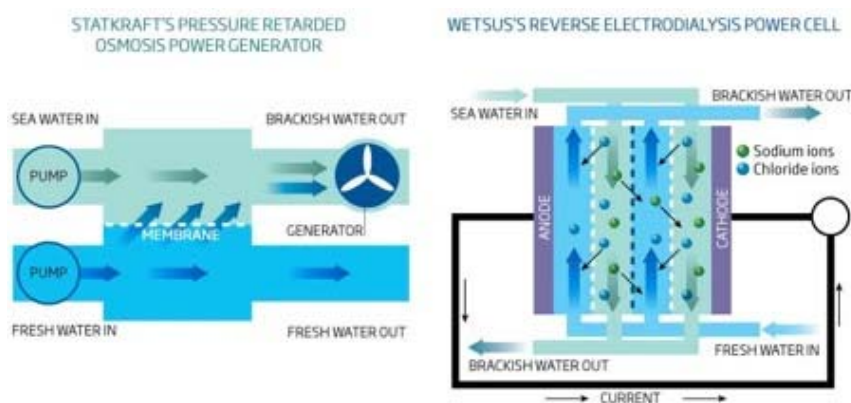 STATKRAFT'S PRESSURE RETARDED
OSMOSIS POWER GENERATOR
SEA WATER IN
BRACKISH WATER OUT
PUMP
MEMBRANE
GENERATOR
PUMP
FRESH WATER IN
FRESH WATER OUT
WETSUS'S REVERSE ELECTRODIALYSIS POWER CELL
BRACKISH WATER OUT
SEA WATER IN
Sodium ions
Chloride ions
ANODE
CATHODE
FRESH WATER IN
BRACKISH WATER OUT
CURRENT